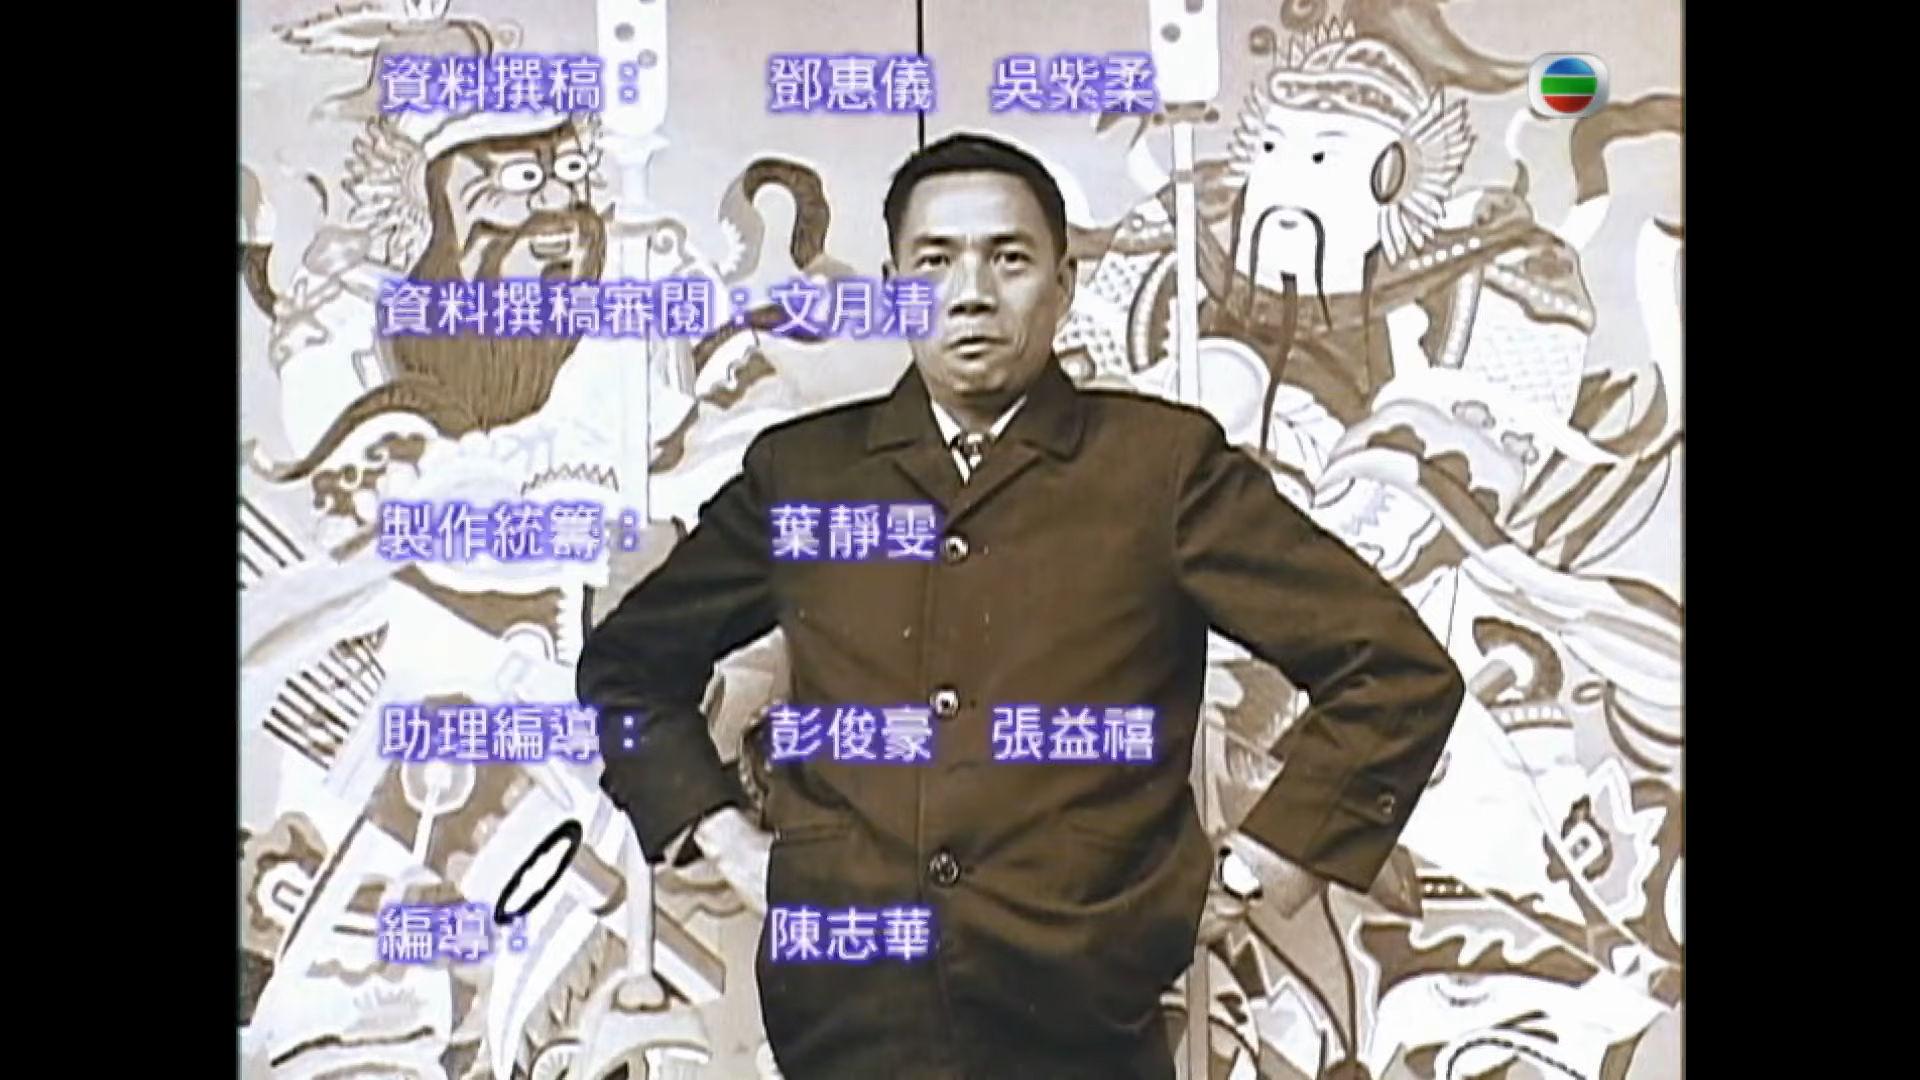 資料撰稿： 鄧惠儀 吳紫柔
資料撰稿審閱：文月清
製作統籌： 葉靜雯
助理編導： 彭俊豪 張益禧
編導： 陳志華